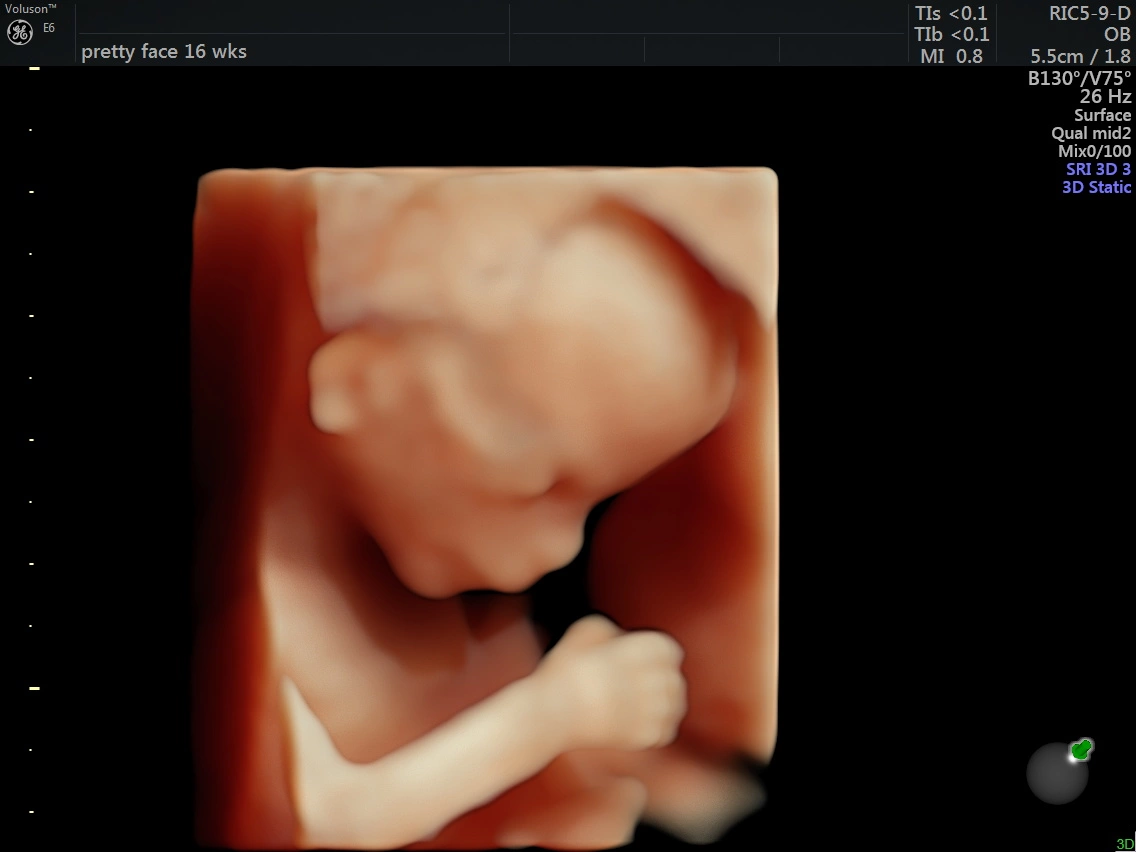 Voluson™
E6
pretty face 16 wks
TIs <0.1
TIb <0.1
MI 0.8
RIC5-9-D
OB
5.5cm / 1.8
B130°/V75°
26 Hz
Surface
Qual mid2
Mix0/100
SRI 3D 3
3D Static
3D